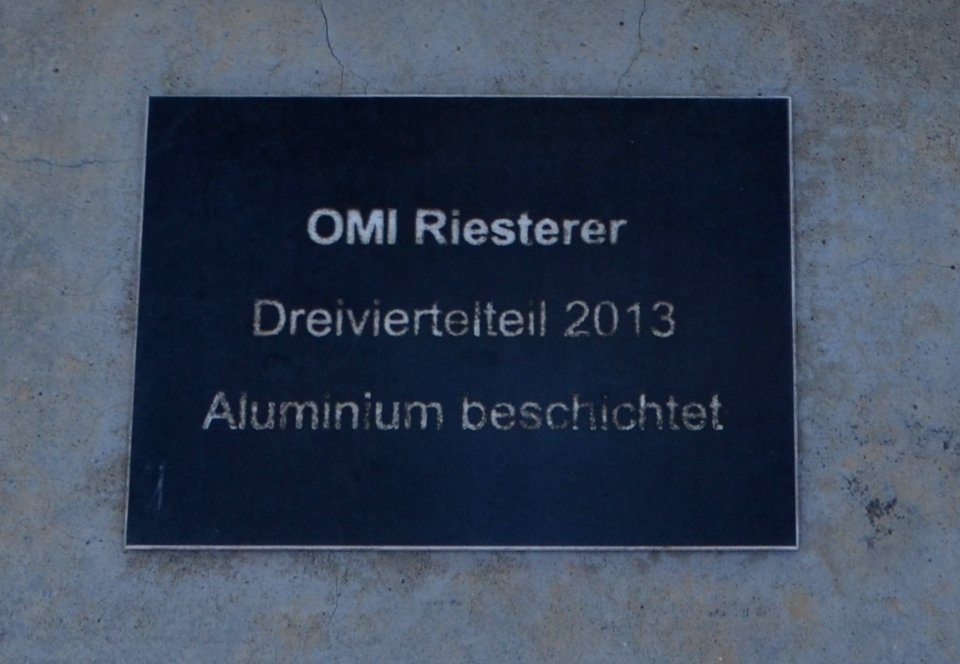 OMI Riesterer
Dreiviertelteil 2013
Aluminium beschichtet